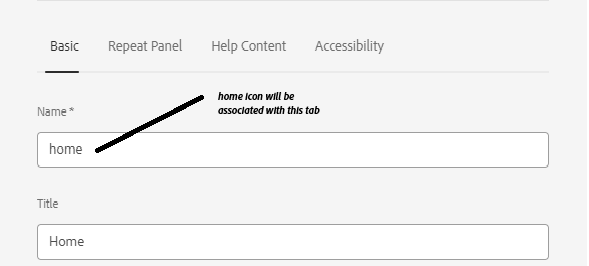 Basic Repeat Panel Help Content Accessibility
home icon will be
associated with this tab
Name *
home
Title
Home